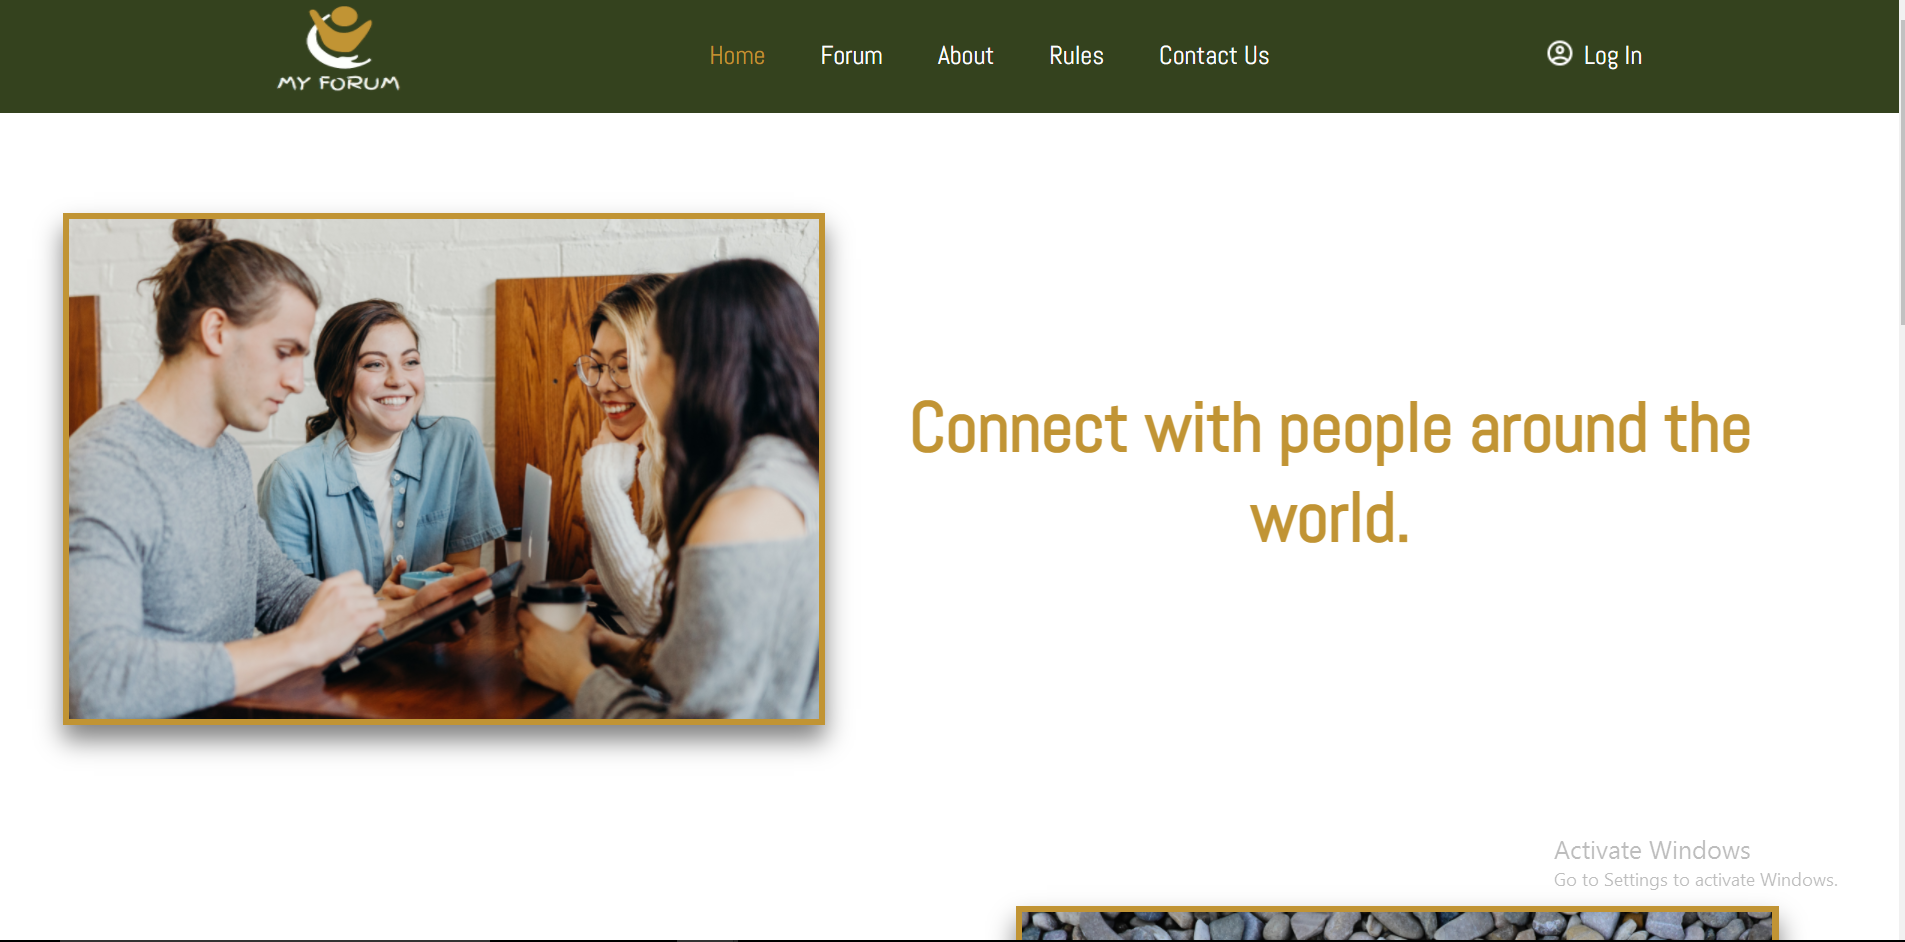 MY FORUM
Home
Forum
About
Rules
Contact Us
Log In
Connect with people around the
world.
Activate Windows
Go to Settings to activate Windows.